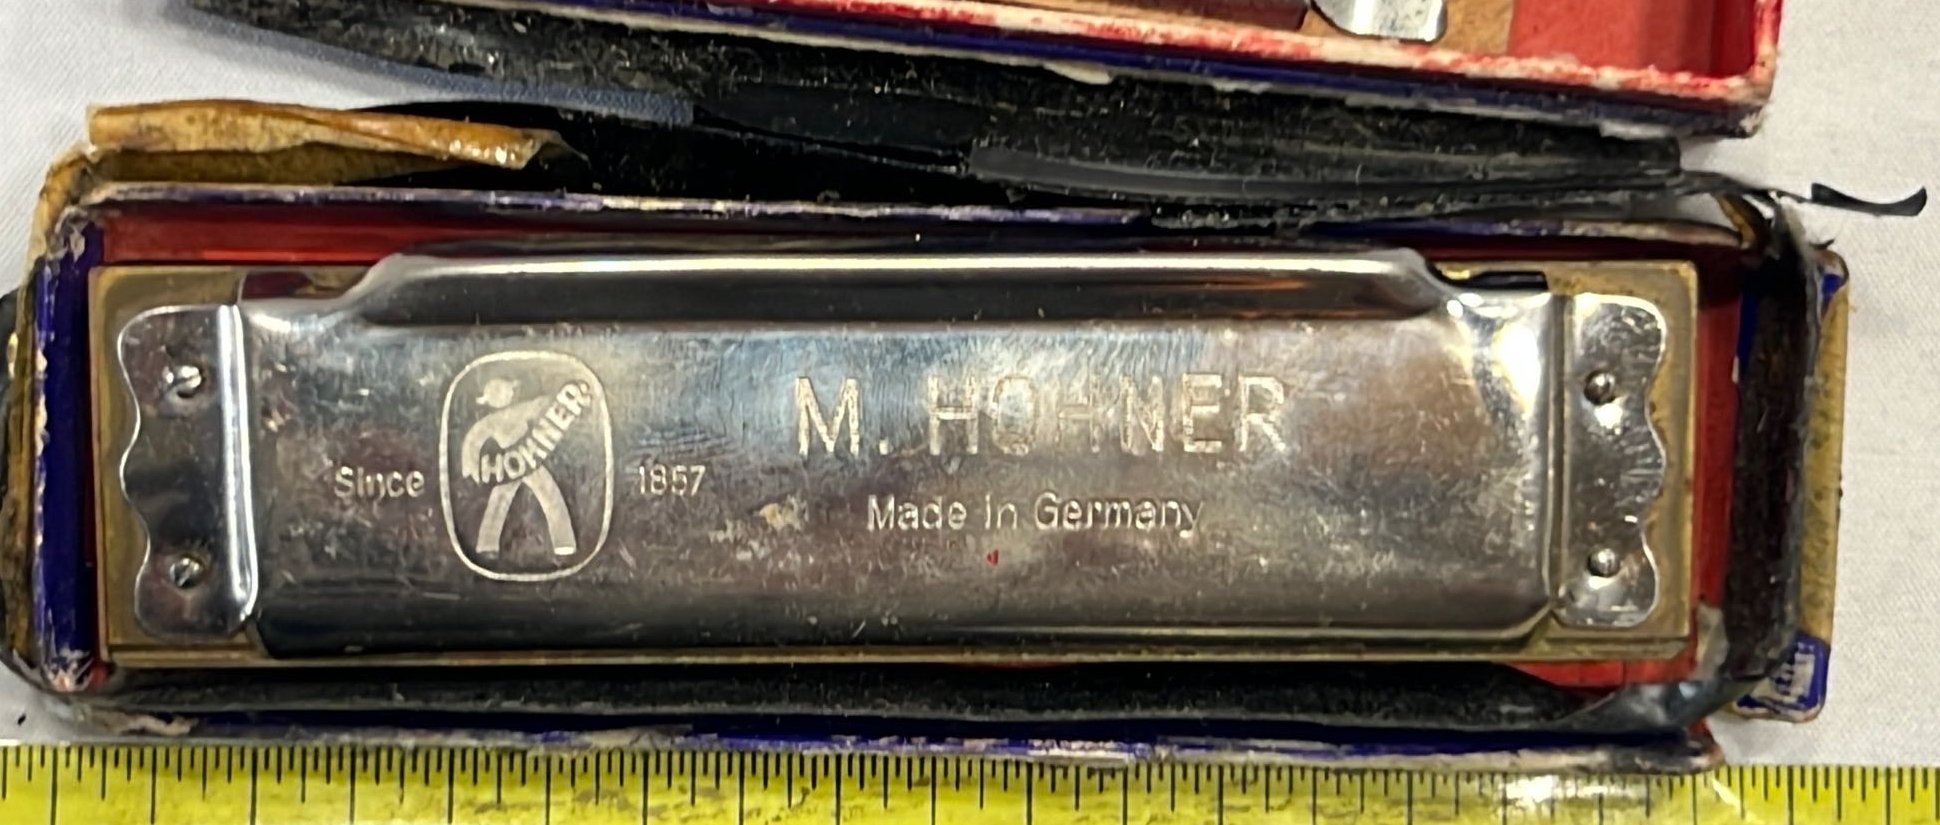 M. HOHNER
HOHNER
Since 1857
Made in Germany